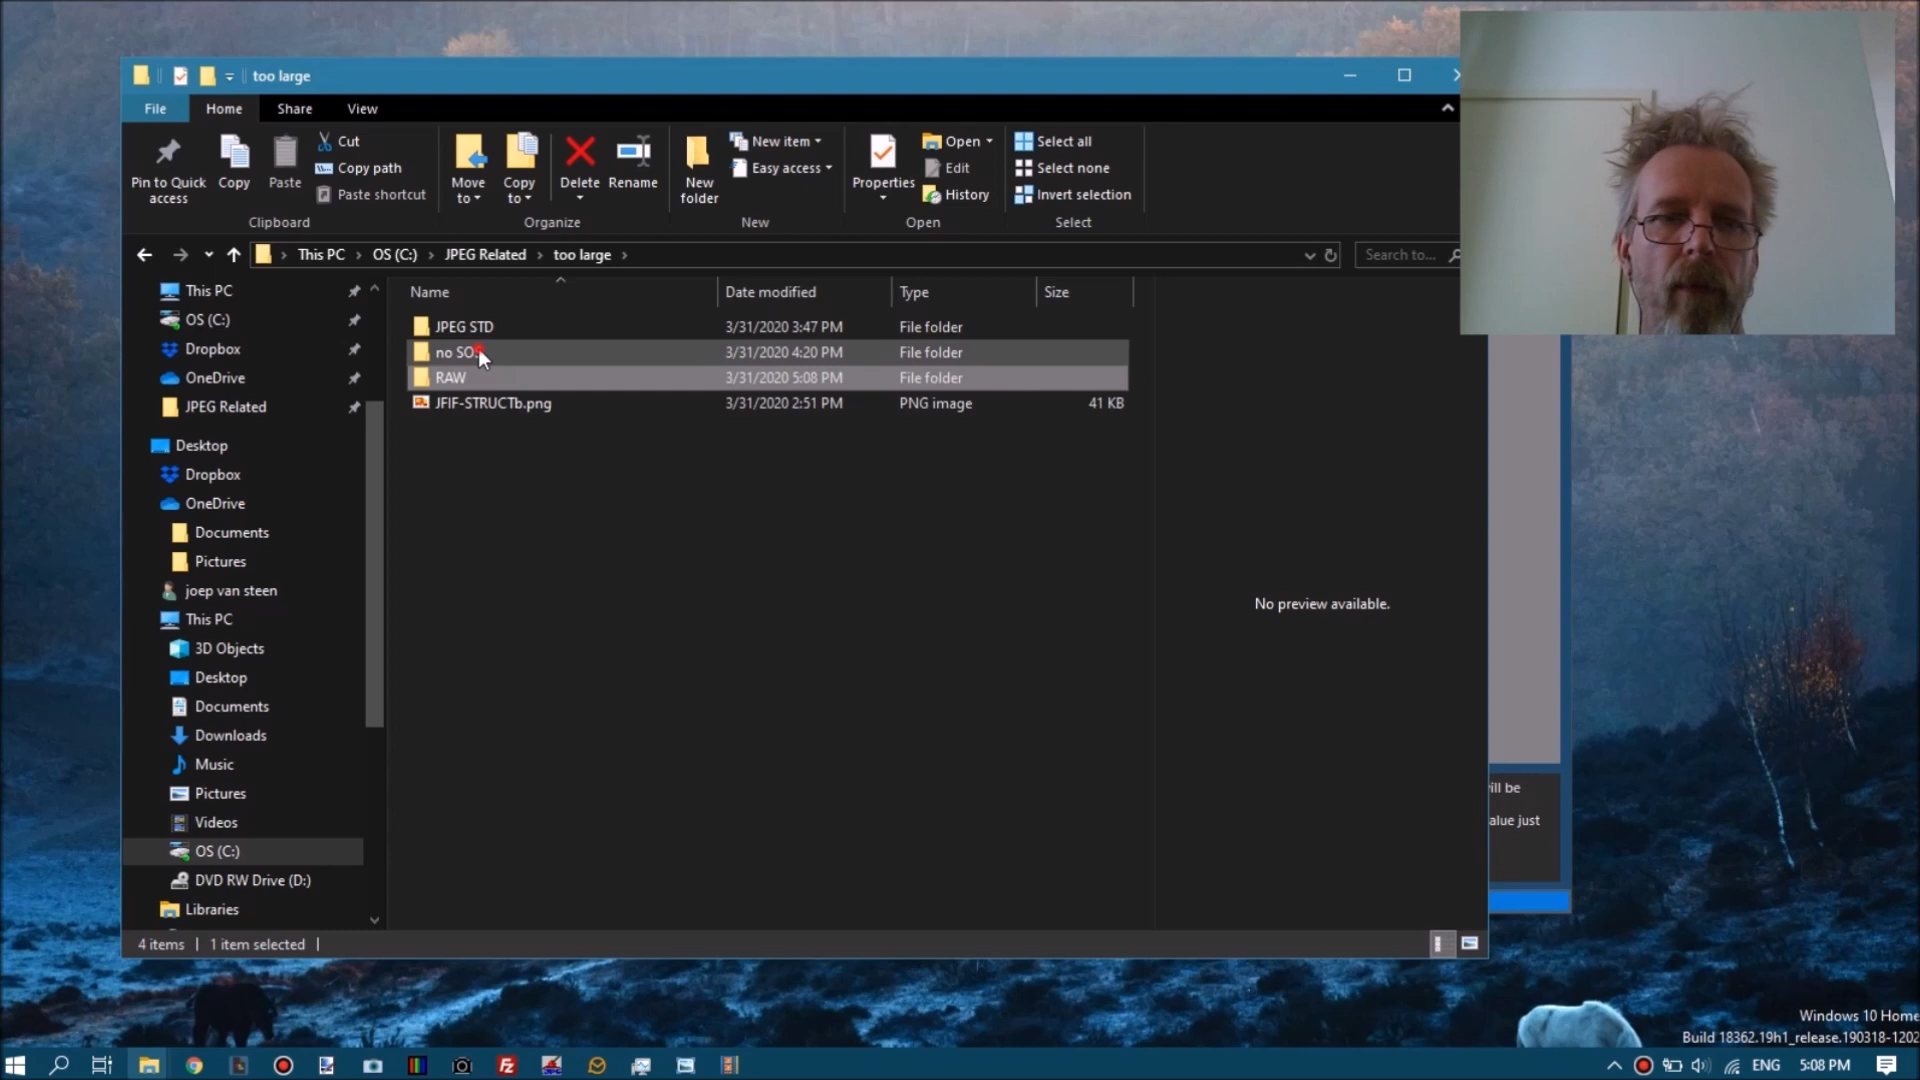 too large
File Home Share View
Pin to Quick access
Copy
Paste
Cut
Copy path
Paste shortcut
Clipboard
Move to
Copy to
Delete
Rename
Organize
New folder
New item
Easy access
New
Properties
Open
Edit
History
Open
Select all
Select none
Invert selection
Select
This PC OS (C:) JPEG Related too large
Search to...
This PC
OS (C:)
Dropbox
OneDrive
JPEG Related
Desktop
Dropbox
OneDrive
Documents
Pictures
joep van steen
This PC
3D Objects
Desktop
Documents
Downloads
Music
Pictures
Videos
OS (C:)
DVD RW Drive (D:)
Libraries
Name Date modified Type Size
JPEG STD 3/31/2020 3:47 PM File folder
no 3/31/2020 4:20 PM File folder
RAW 3/31/2020 5:08 PM File folder
JFIF-STRUCTb.png 3/31/2020 2:51 PM PNG image 41 KB
No preview available.
be
alue just
4 items 1 item selected
Windows 10 Home
Build 18362.19h1_release.190318-1202
Fz
ENG 5:08 PM